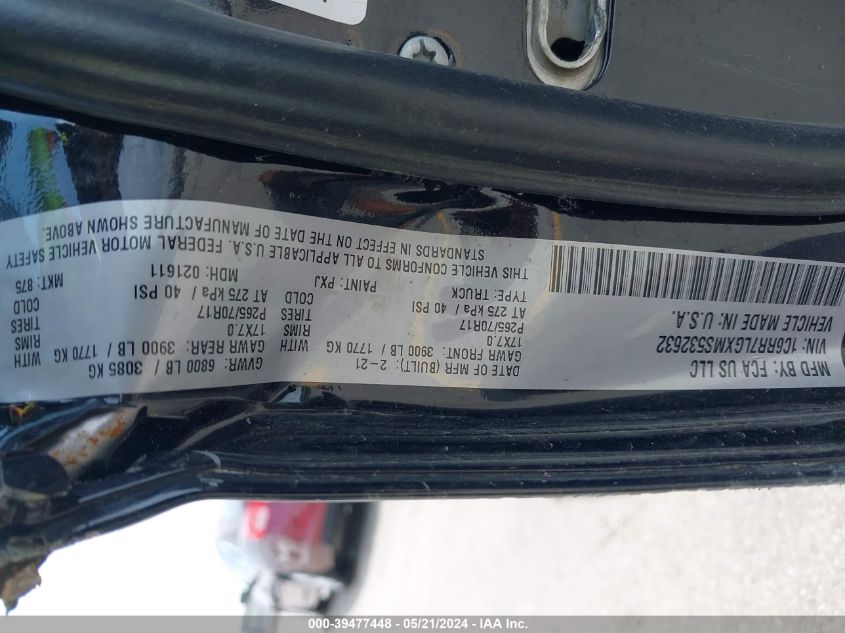 MFD BY: FCA US LLC
DATE OF MFR (BUILT): 2-21
GVWR: 6800 LB / 3085 KG
GAWR FRONT: 3900 LB / 1770 KG
GAWR REAR: 3900 LB / 1770 KG
WITH
17X7.0
RIMS
17X7.0
RIMS
P265/70R17
TIRES
P265/70R17
TIRES
AT 275 kPa / 40 PSI
COLD
AT 275 kPa / 40 PSI
COLD
VIN: 1C6RR7LGXMS532632
VEHICLE MADE IN: U.S.A.
TYPE: TRUCK
PAINT: PXJ
MDH: 021611
MKT: 875
THIS VEHICLE CONFORMS TO ALL APPLICABLE U.S.A. FEDERAL MOTOR VEHICLE SAFETY
STANDARDS IN EFFECT ON THE DATE OF MANUFACTURE SHOWN ABOVE.
000-39477448 - 05/21/2024 - IAA Inc.